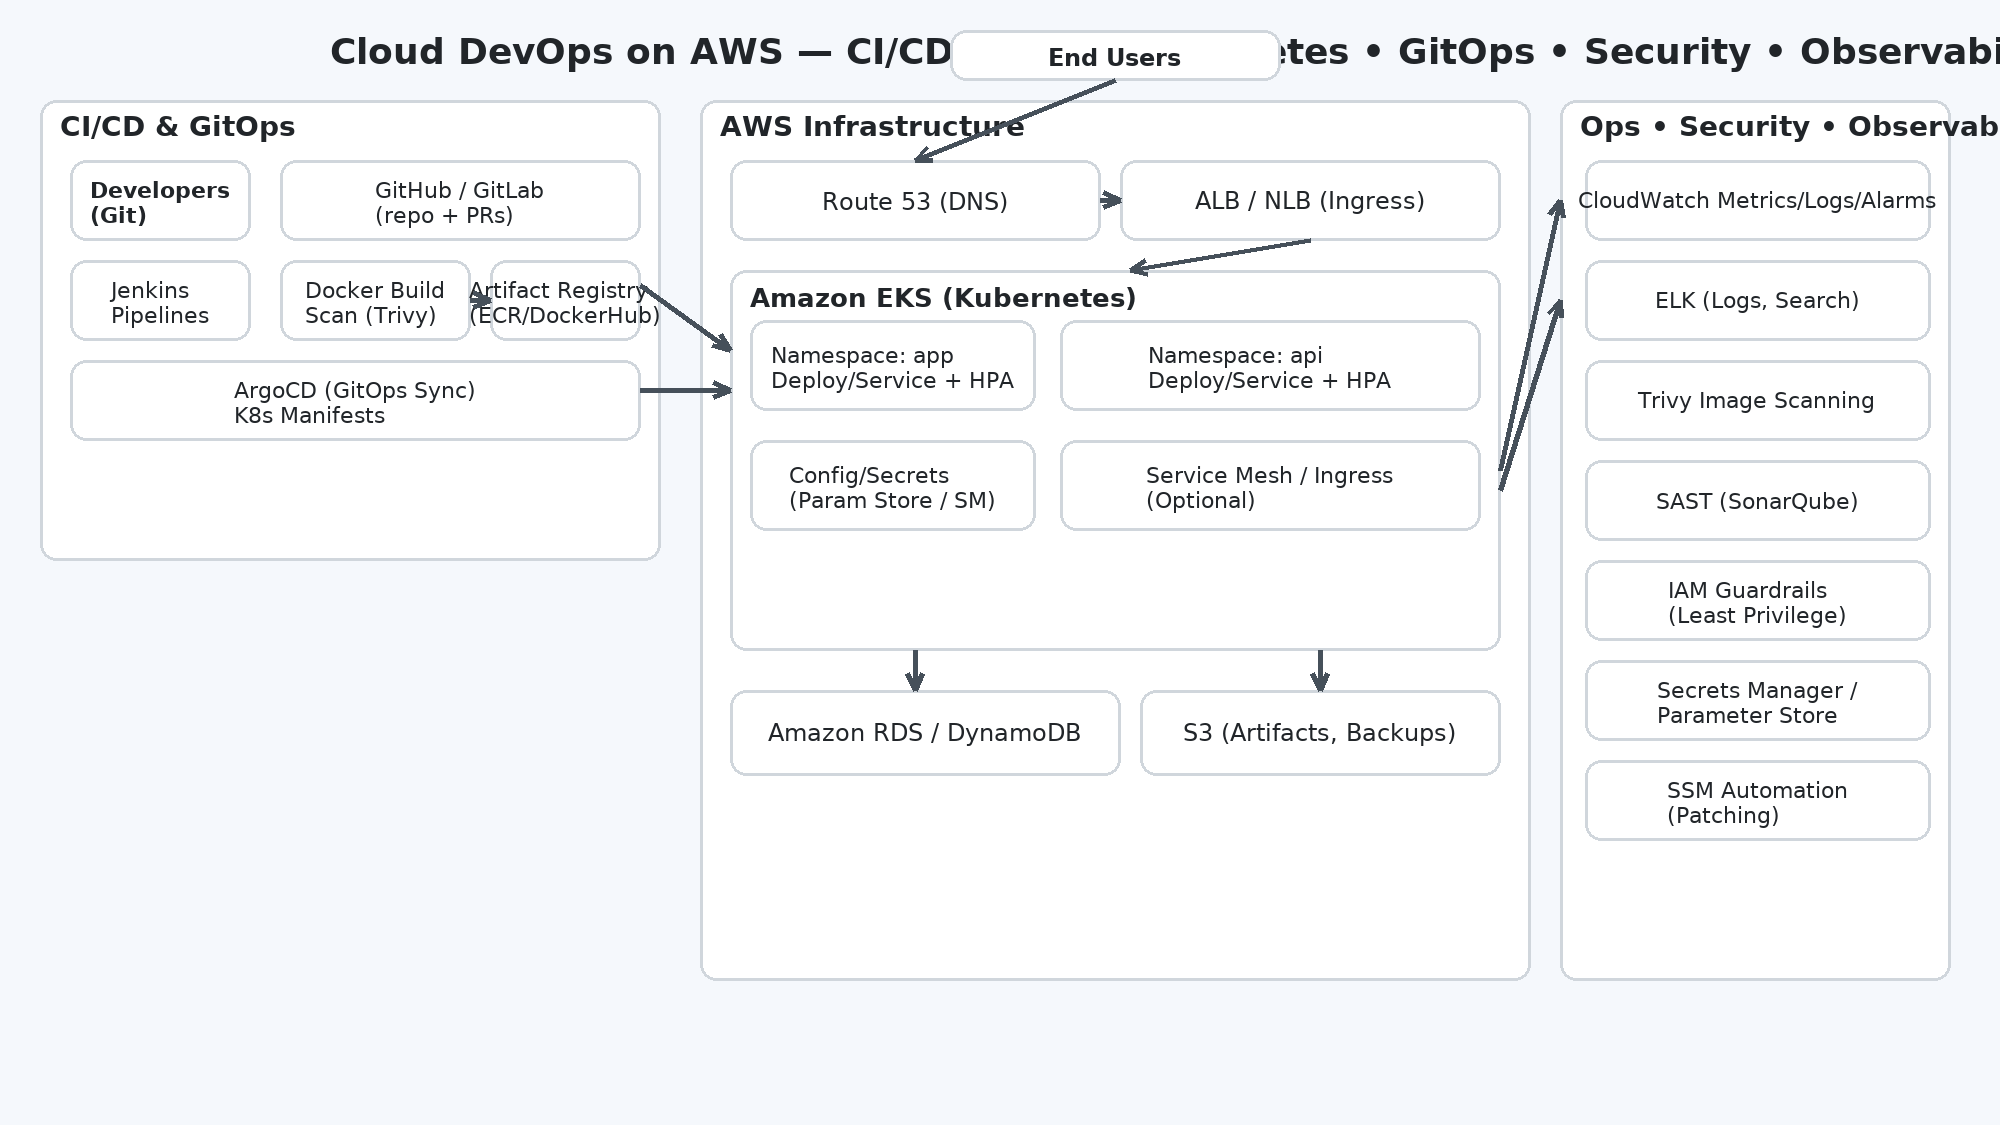 Cloud DevOps on AWS — CI/CD
etes • GitOps • Security • Observabi
End Users
CI/CD & GitOps
Developers
(Git)
GitHub / GitLab
(repo + PRs)
Jenkins
Pipelines
Docker Build
Scan (Trivy)
Artifact Registry
(ECR/DockerHub)
ArgoCD (GitOps Sync)
K8s Manifests
AWS Infrastructure
Route 53 (DNS)
ALB / NLB (Ingress)
Amazon EKS (Kubernetes)
Namespace: app
Deploy/Service + HPA
Namespace: api
Deploy/Service + HPA
Config/Secrets
(Param Store / SM)
Service Mesh / Ingress
(Optional)
Amazon RDS / DynamoDB
S3 (Artifacts, Backups)
Ops • Security • Observab
CloudWatch Metrics/Logs/Alarms
ELK (Logs, Search)
Trivy Image Scanning
SAST (SonarQube)
IAM Guardrails
(Least Privilege)
Secrets Manager /
Parameter Store
SSM Automation
(Patching)